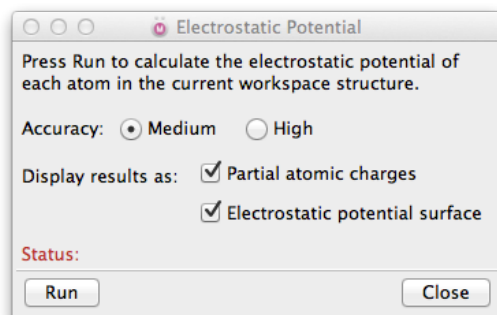 Electrostatic Potential
Press Run to calculate the electrostatic potential of
each atom in the current workspace structure.
Accuracy: Medium High
Display results as: Partial atomic charges
Electrostatic potential surface
Status:
Run Close